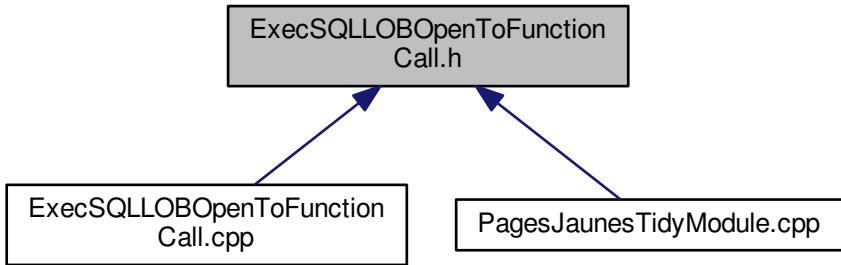 ExecSQLLOBOpenToFunction
Call.h
ExecSQLLOBOpenToFunction
Call.cpp
PagesJaunesTidyModule.cpp